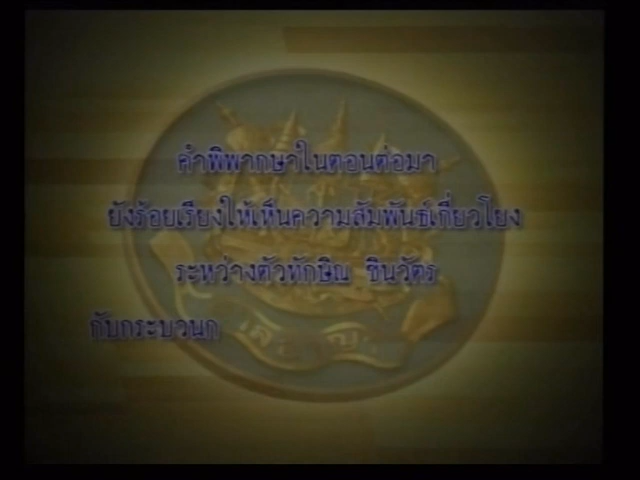 คำพิพากษาในตอนต่อมา
ยังร้อยเรียงให้เห็นความสัมพันธ์เกี่ยวโยง
ระหว่างตัวทักษิณ ชินวัตร
กับกระบวนก